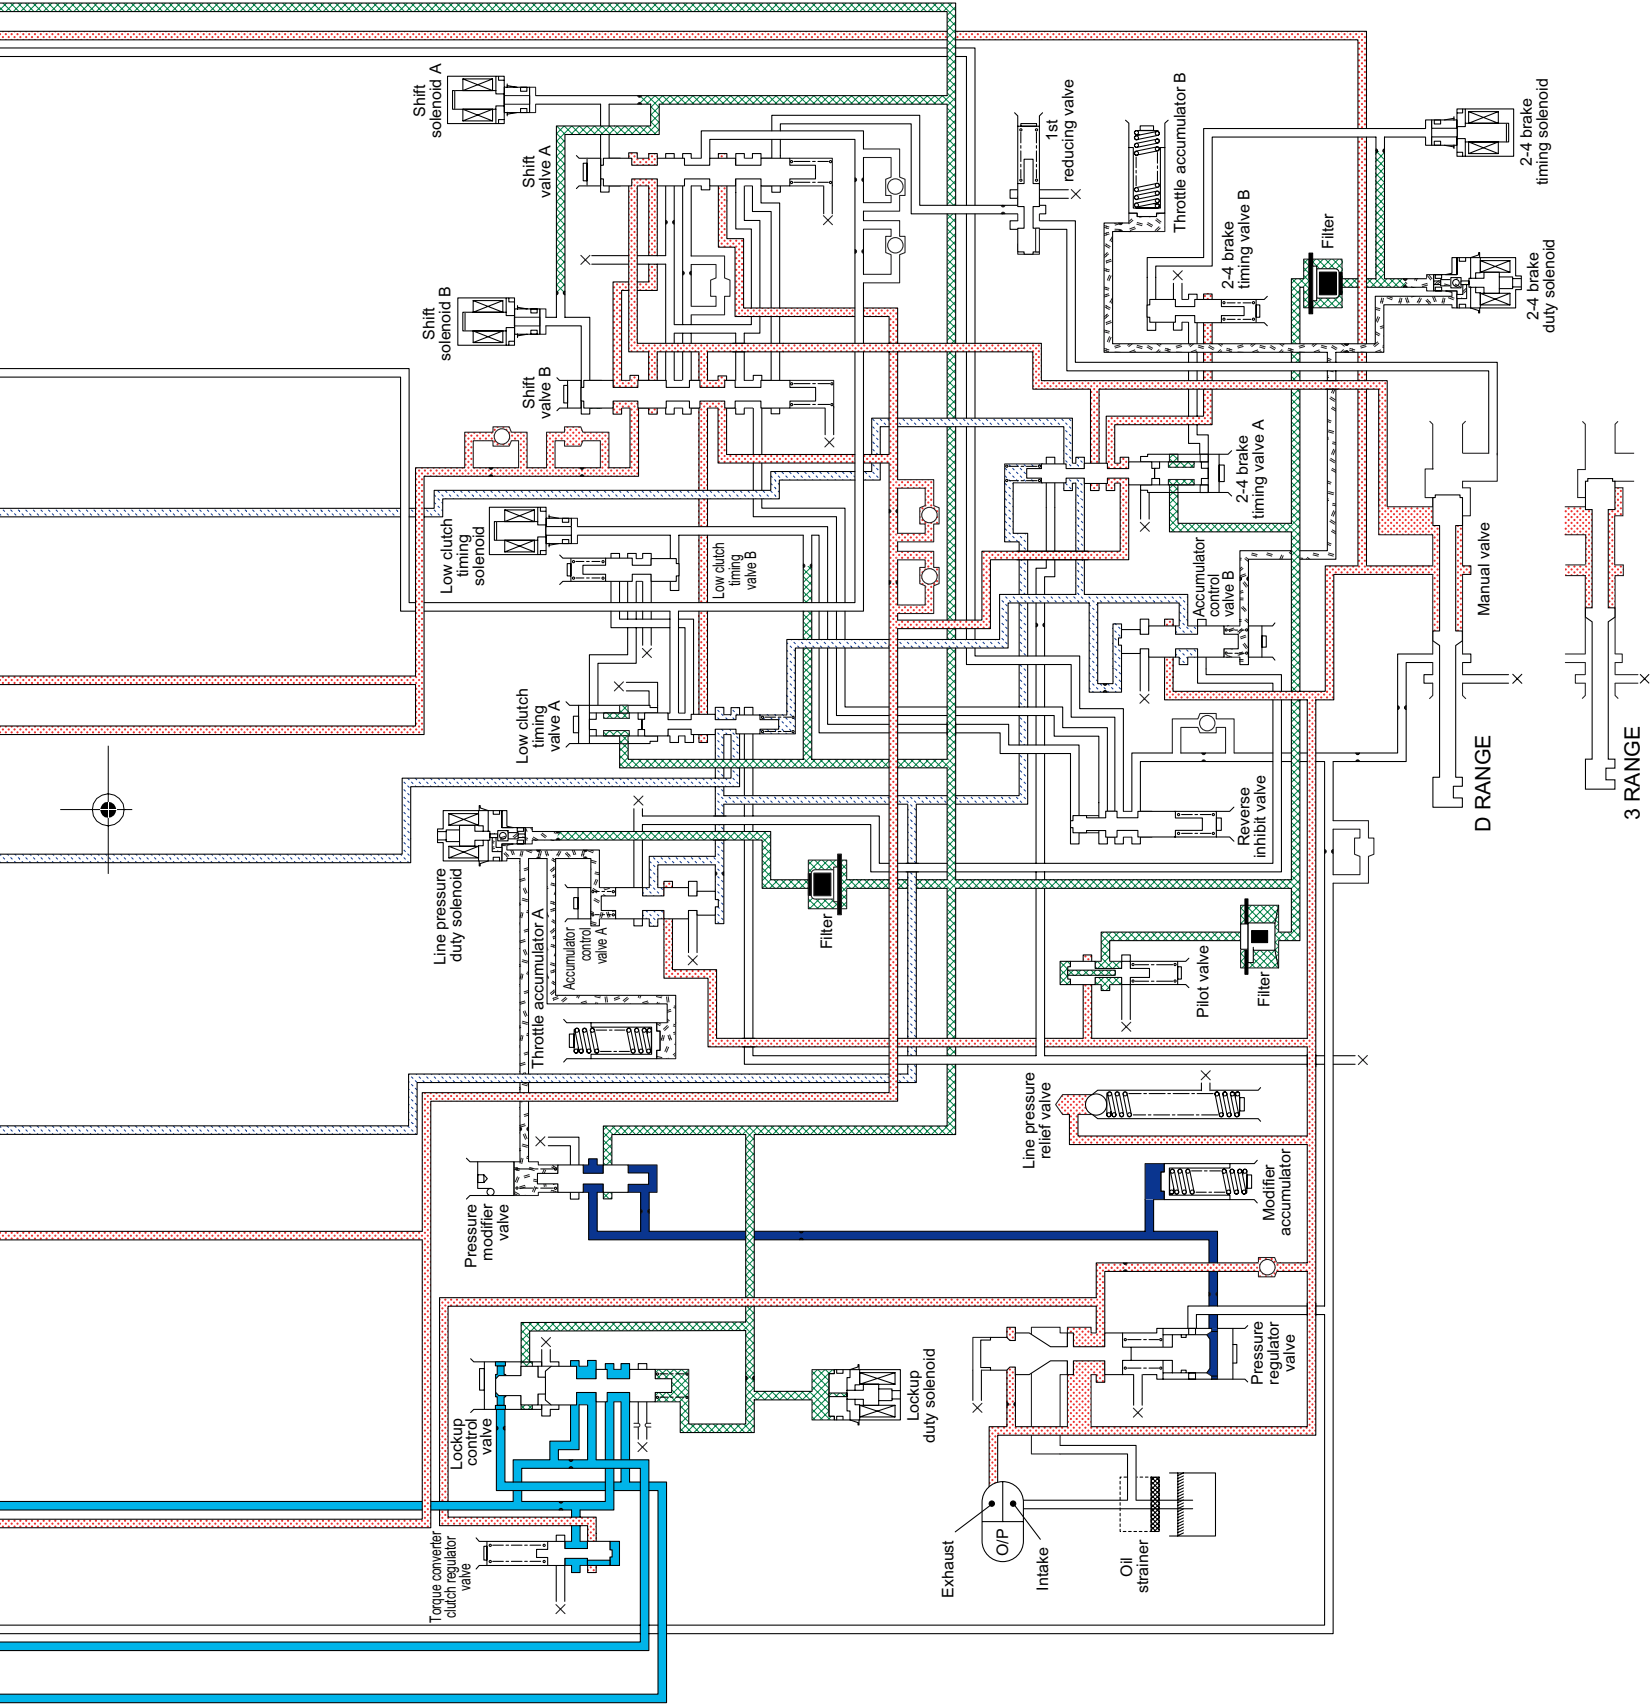 Shift
solenoid A
Shift
valve A
Shift
solenoid B
Shift
valve B
Low clutch
timing
solenoid
Low clutch
timing
valve B
Low clutch
timing
valve A
Line pressure
duty solenoid
Throttle accumulator A
Accumulator
control
valve A
Pressure
modifier
valve
Lockup
control
valve
Torque converter
clutch regulator
valve
1st
reducing valve
Throttle accumulator B
2-4 brake
timing valve B
2-4 brake
timing solenoid
Filter
2-4 brake
duty solenoid
2-4 brake
timing valve A
Accumulator
control
valve B
Manual valve
D RANGE
3 RANGE
Reverse
inhibit valve
Filter
Pilot valve
Filter
Line pressure
relief valve
Modifier
accumulator
Pressure
regulator
valve
Lockup
duty solenoid
Exhaust
O/P
Intake
Oil
strainer